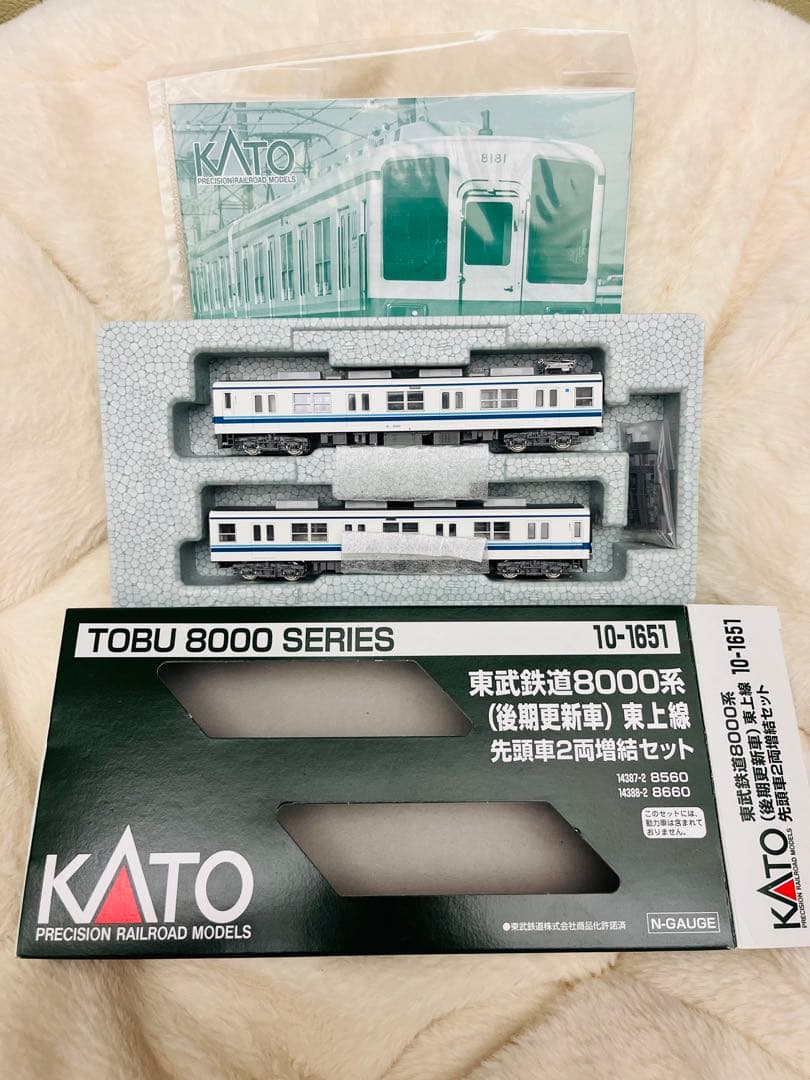 KATO
PRECISION RAILROAD MODELS
8181
TOBU 8000 SERIES
10-1651
東武鉄道8000系
(後期更新車) 東上線
先頭車2両増結セット
14387-2 8560
14388-2 8660
このセットには、
動力車は含まれて
おりません。
KATO
PRECISION RAILROAD MODELS
●東武鉄道株式会社商品化許諾済
N-GAUGE
東武鉄道8000系
(後期更新車) 東上線 10-1651
先頭車2両増結セット
KATO
PRECISION RAILROAD MODELS